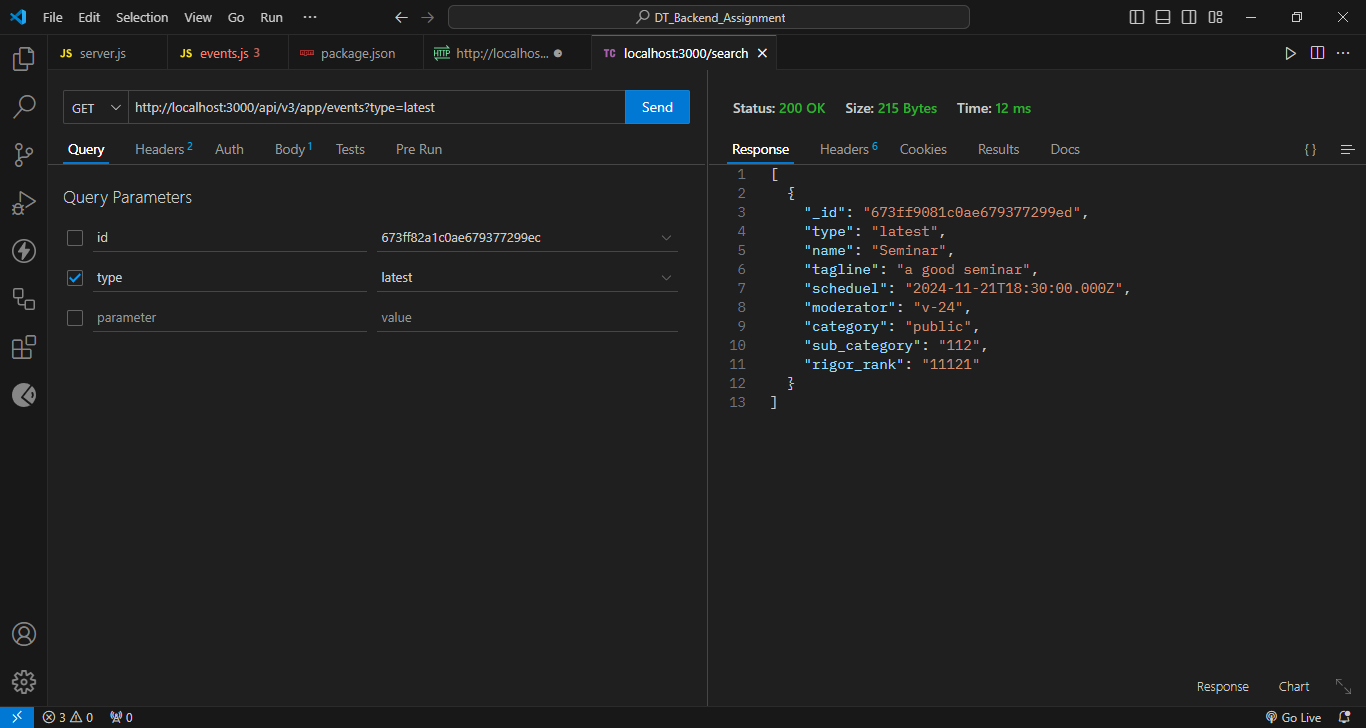 File Edit Selection View Go Run ··· DT_Backend_Assignment
JS server.js JS events.js 3 package.json HTTP http://localhos... TC localhost:3000/search
GET http://localhost:3000/api/v3/app/events?type=latest Send
Query Headers 2 Auth Body 1 Tests Pre Run
Query Parameters
id 673ff82a1c0ae679377299ec
type latest
parameter value
Status: 200 OK Size: 215 Bytes Time: 12 ms
Response Headers 6 Cookies Results Docs { }
1 [
2 {
3 "_id": "673ff9081c0ae679377299ed",
4 "type": "latest",
5 "name": "Seminar",
6 "tagline": "a good seminar",
7 "scheduel": "2024-11-21T18:30:00.000Z",
8 "moderator": "v-24",
9 "category": "public",
10 "sub_category": "112",
11 "rigor_rank": "11121"
12 }
13 ]
Response Chart
3 0 0 Go Live